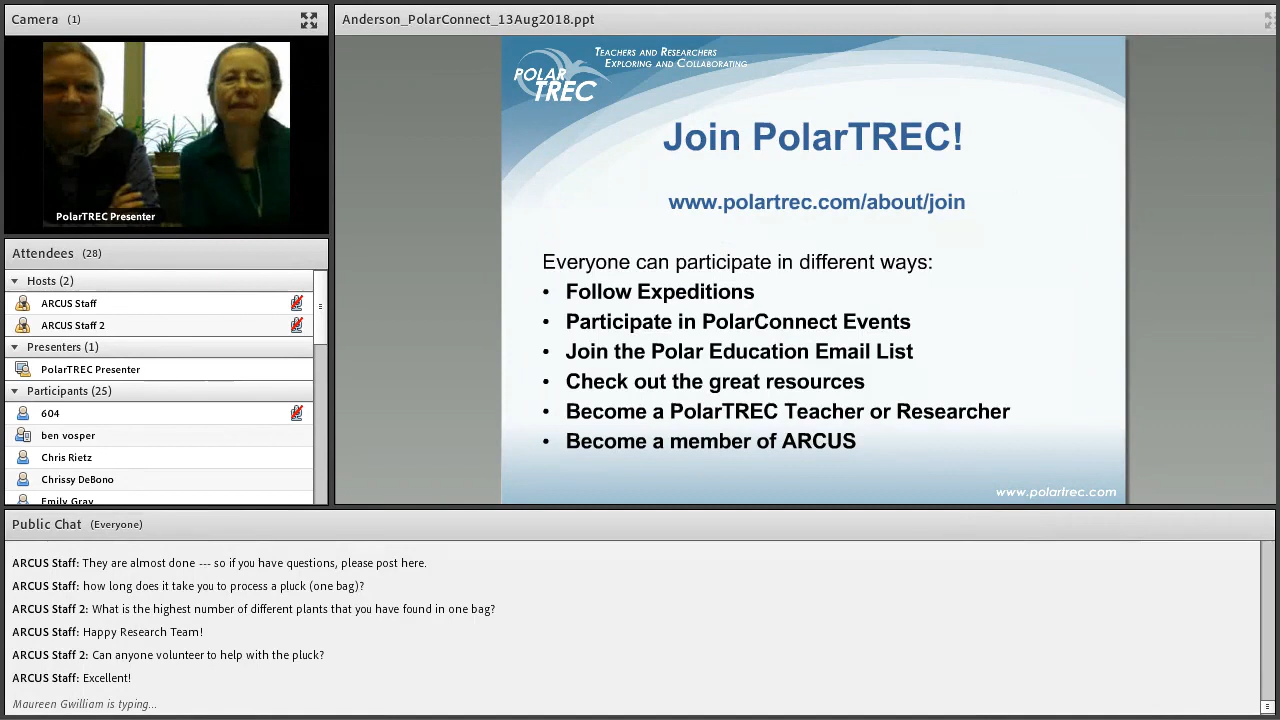 Camera (1)
PolarTREC Presenter
Attendees (28)
Hosts (2)
ARCUS Staff
ARCUS Staff 2
Presenters (1)
PolarTREC Presenter
Participants (25)
604
ben vosper
Chris Rietz
Chrissy DeBono
Emily Gray
Anderson_PolarConnect_13Aug2018.ppt
TEACHERS AND RESEARCHERS
EXPLORING AND COLLABORATING
POLAR
TREC
Join PolarTREC!
www.polartrec.com/about/join
Everyone can participate in different ways:
• Follow Expeditions
• Participate in PolarConnect Events
• Join the Polar Education Email List
• Check out the great resources
• Become a PolarTREC Teacher or Researcher
• Become a member of ARCUS
www.polartrec.com
Public Chat (Everyone)
ARCUS Staff: They are almost done --- so if you have questions, please post here.
ARCUS Staff: how long does it take you to process a pluck (one bag)?
ARCUS Staff 2: What is the highest number of different plants that you have found in one bag?
ARCUS Staff: Happy Research Team!
ARCUS Staff 2: Can anyone volunteer to help with the pluck?
ARCUS Staff: Excellent!
Maureen Gwilliam is typing...